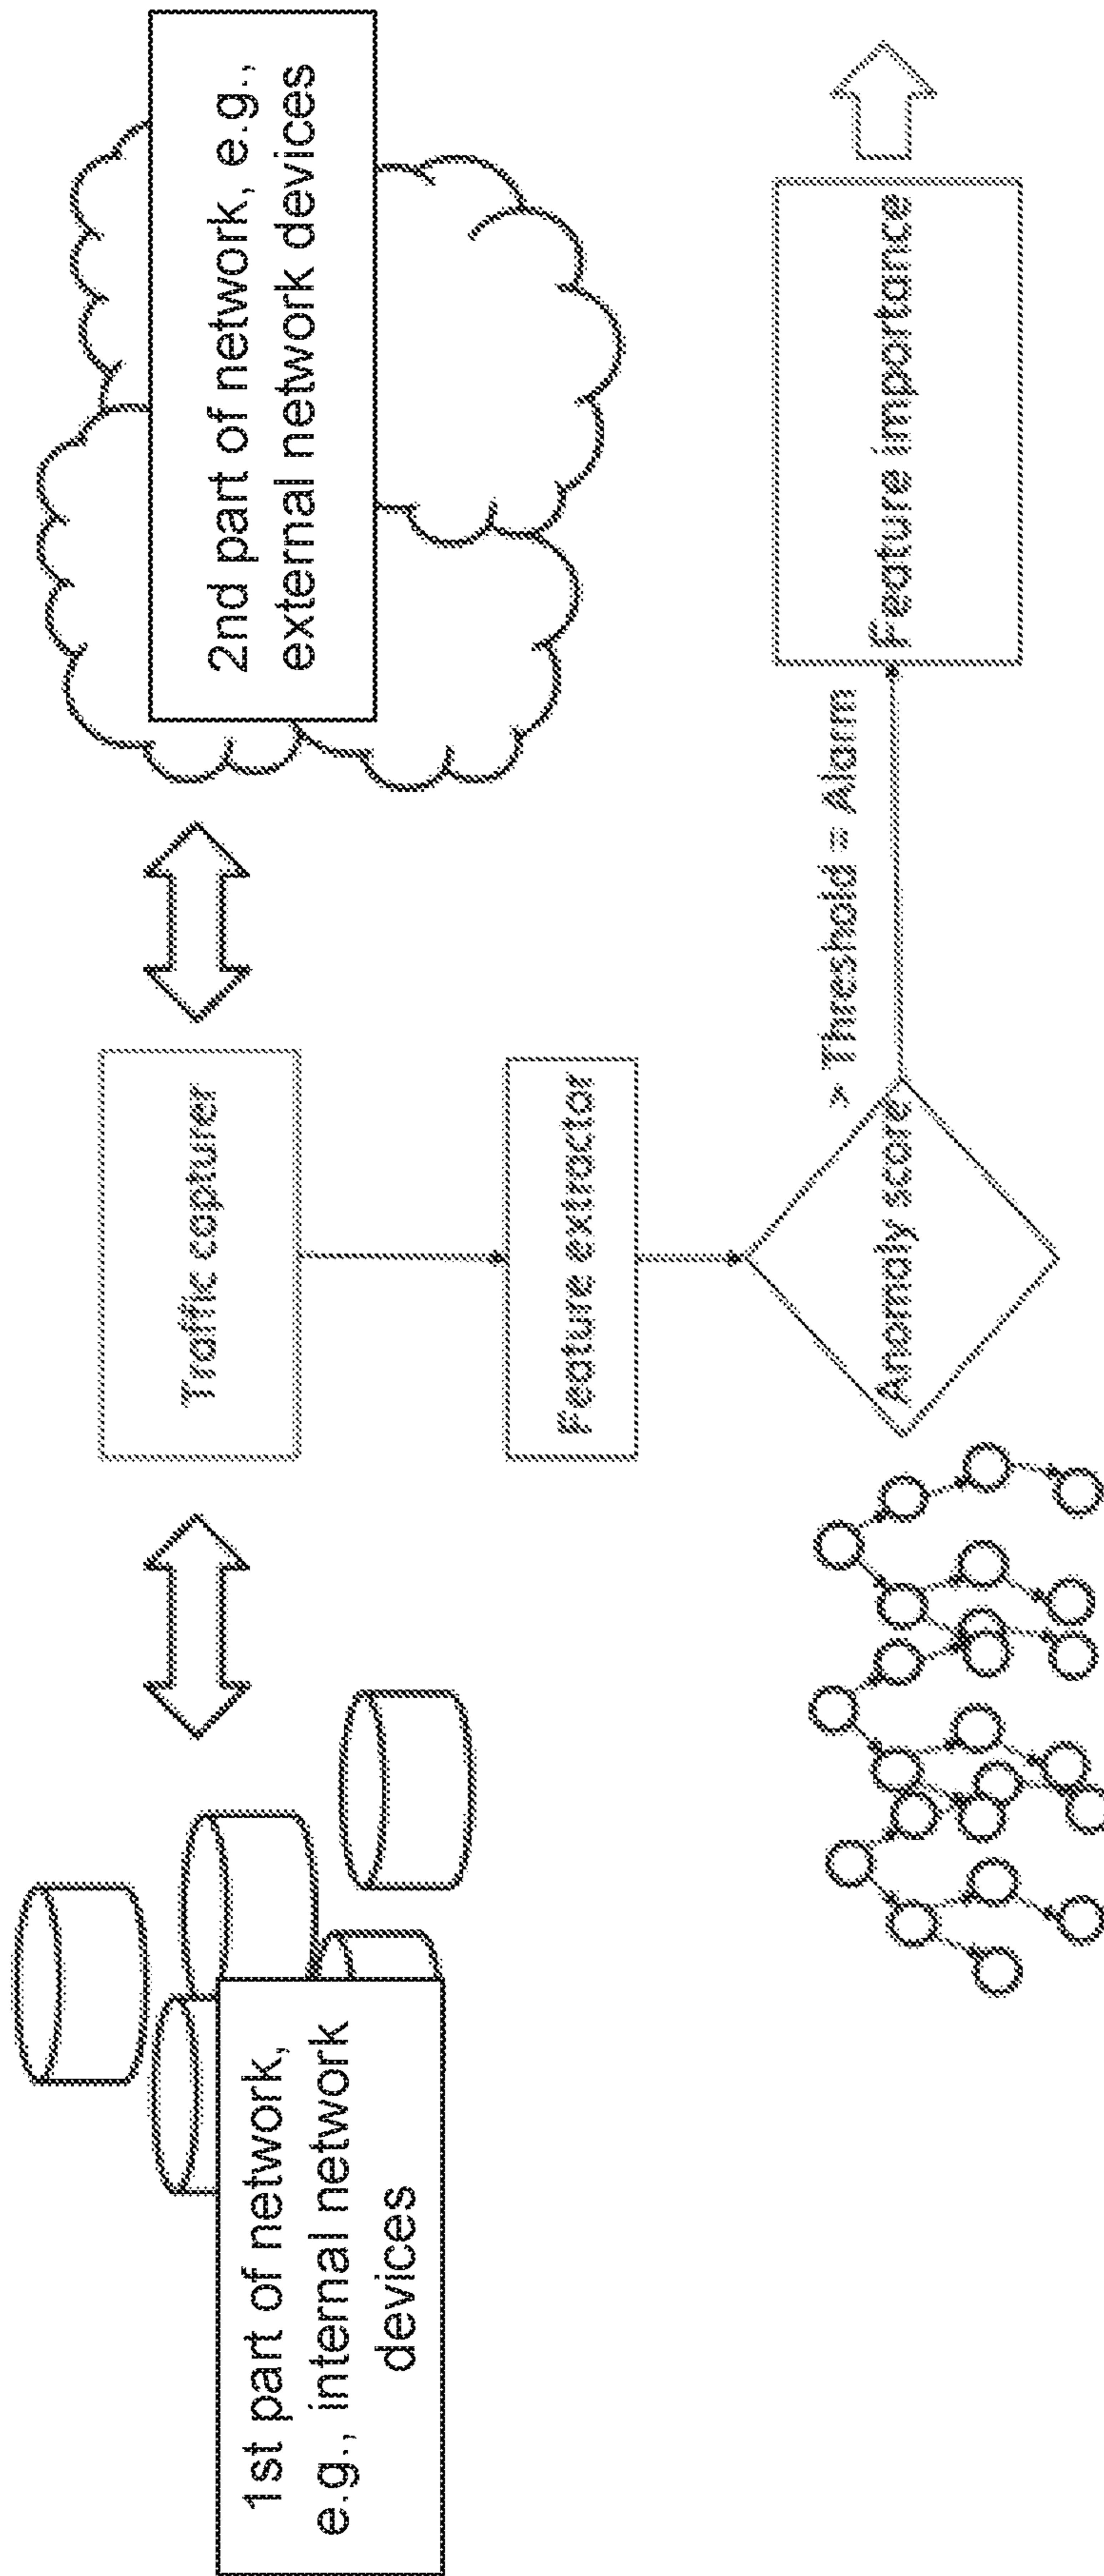 1st part of network,
e.g., internal network
devices
Traffic capturer
2nd part of network, e.g.,
external network devices
Feature extractor
Anomaly score
> Threshold = Alarm
Feature importance